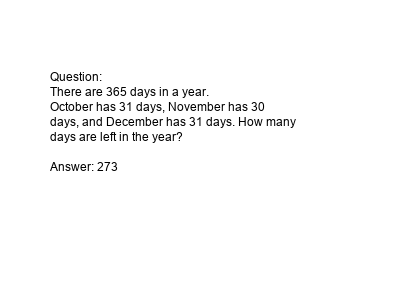 Question:
There are 365 days in a year.
October has 31 days, November has 30
days, and December has 31 days. How many
days are left in the year?
Answer: 273